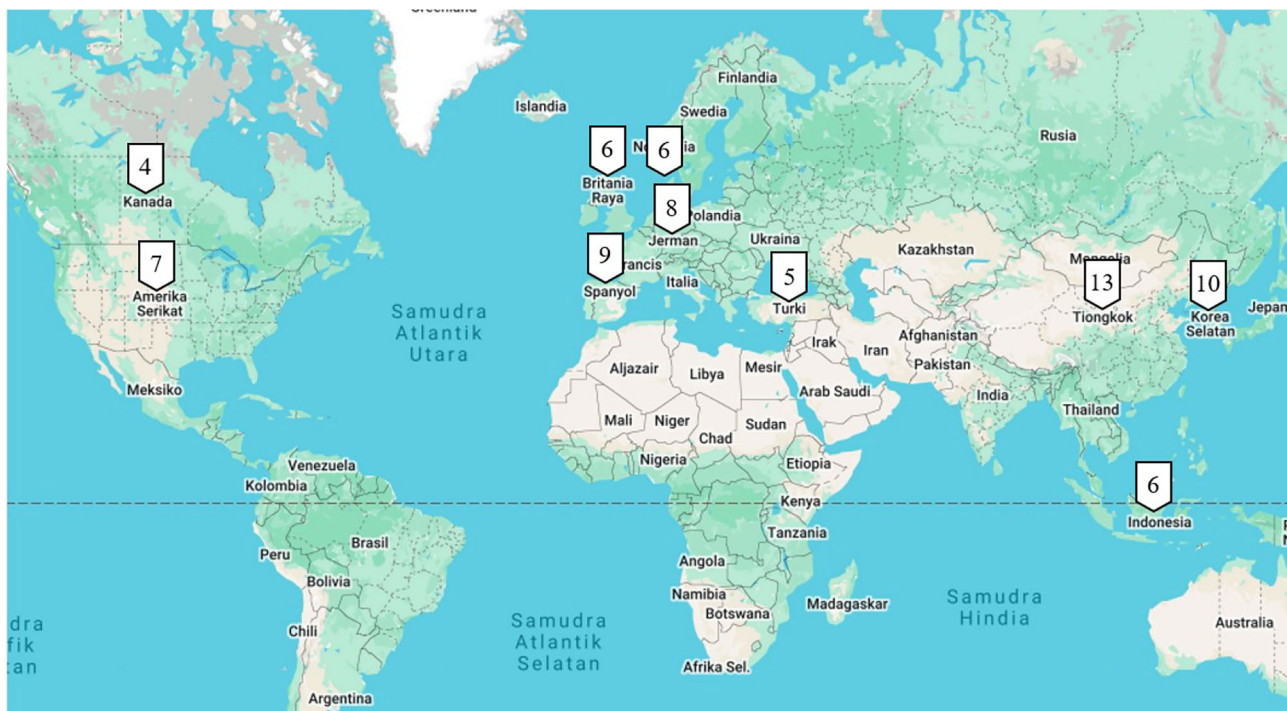 Greenland
Islandia
Finlandia
Swedia
Rusia
6
6
4
Britania
Raya
Kanada
8
Polandia
Jerman
Ukraina
Kazakhstan
7
9
5
Mongolia
13
10
Amerika
Serikat
Italia
Spanyol
Turki
Tiongkok
Korea
Selatan
Samudra
Atlantik
Utara
Irak
Iran
Afghanistan
Pakistan
Aljazair
Libya
Mesir
Arab Saudi
India
Meksiko
Mali
Niger
Chad
Sudan
Thailand
Nigeria
Etiopia
Venezuela
Kolombia
6
Kenya
Indonesia
Tanzania
Peru
Brasil
Angola
Bolivia
Namibia
Botswana
Madagaskar
Samudra
Hindia
Samudra
Atlantik
Selatan
Chili
Australia
Afrika Sel.
Argentina